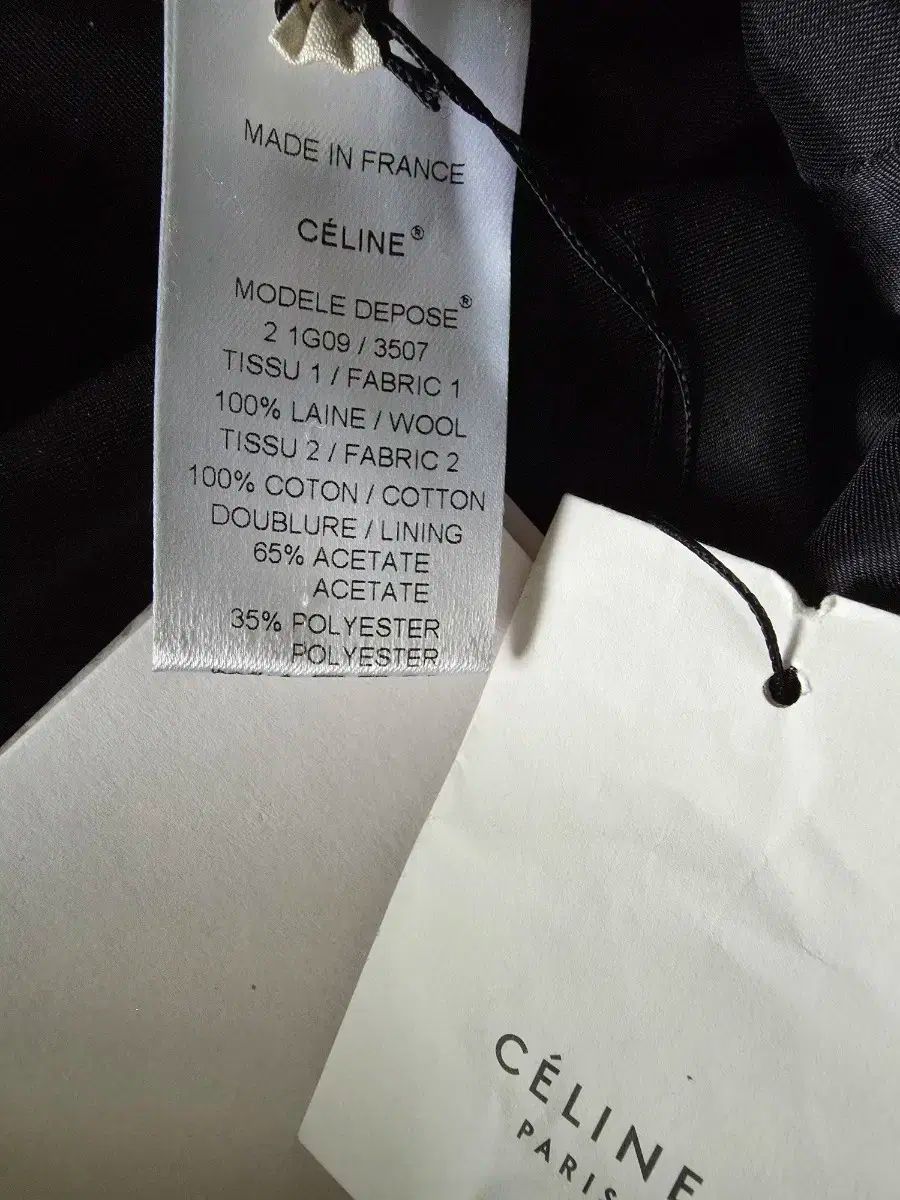 MADE IN FRANCE
CÉLINE®
MODELE DEPOSE®
2 1G09 / 3507
TISSU 1 / FABRIC 1
100% LAINE / WOOL
TISSU 2 / FABRIC 2
100% COTON / COTTON
DOUBLURE / LINING
65% ACETATE
ACETATE
35% POLYESTER
POLYESTER
CÉLINE
PARIS